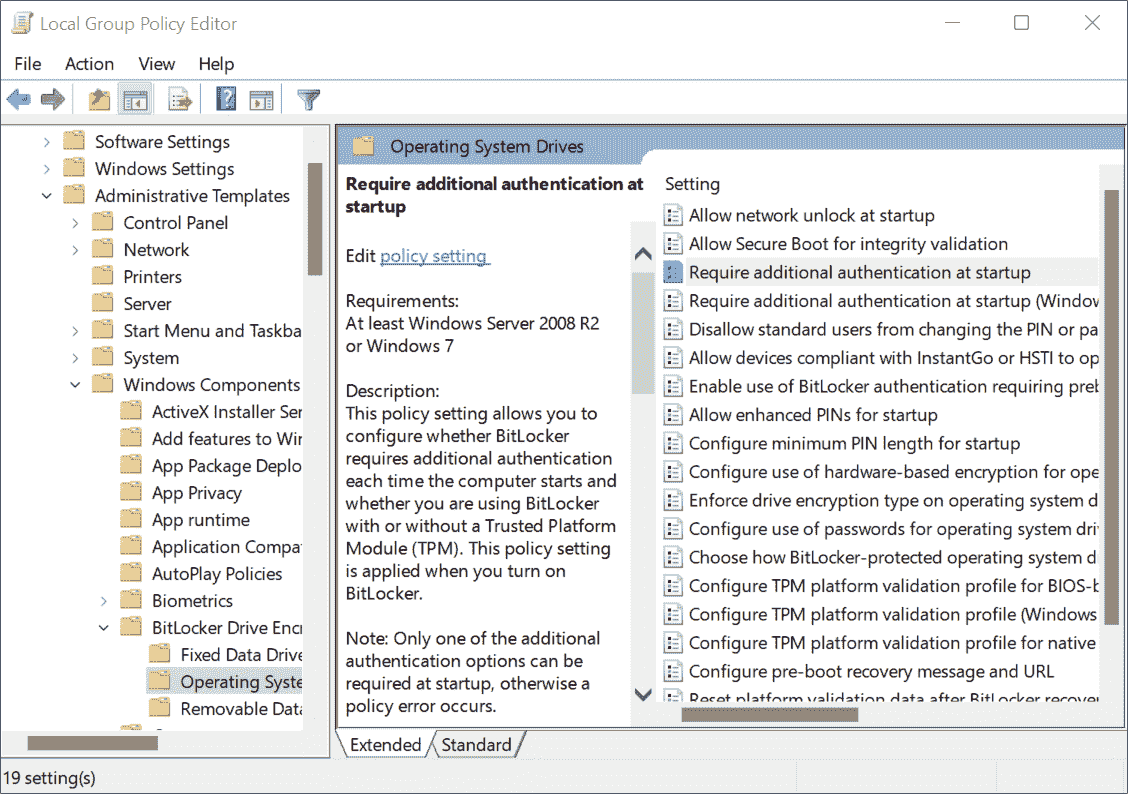 Local Group Policy Editor
File Action View Help
Software Settings
Windows Settings
Administrative Templates
Control Panel
Network
Printers
Server
Start Menu and Taskba
System
Windows Components
ActiveX Installer Ser
Add features to Wir
App Package Deplo
App Privacy
App runtime
Application Compa
AutoPlay Policies
Biometrics
BitLocker Drive Enc
Fixed Data Drive
Operating Syste
Removable Data
Operating System Drives
Require additional authentication at
startup
Edit policy setting
Requirements:
At least Windows Server 2008 R2
or Windows 7
Description:
This policy setting allows you to
configure whether BitLocker
requires additional authentication
each time the computer starts and
whether you are using BitLocker
with or without a Trusted Platform
Module (TPM). This policy setting
is applied when you turn on
BitLocker.
Note: Only one of the additional
authentication options can be
required at startup, otherwise a
policy error occurs.
Setting
Allow network unlock at startup
Allow Secure Boot for integrity validation
Require additional authentication at startup
Require additional authentication at startup (Window
Disallow standard users from changing the PIN or pa
Allow devices compliant with InstantGo or HSTI to op
Enable use of BitLocker authentication requiring preb
Allow enhanced PINs for startup
Configure minimum PIN length for startup
Configure use of hardware-based encryption for ope
Enforce drive encryption type on operating system d
Configure use of passwords for operating system dri
Choose how BitLocker-protected operating system d
Configure TPM platform validation profile for BIOS-b
Configure TPM platform validation profile (Windows
Configure TPM platform validation profile for native
Configure pre-boot recovery message and URL
Reset platform validation data after BitLocker recover
Extended Standard
19 setting(s)